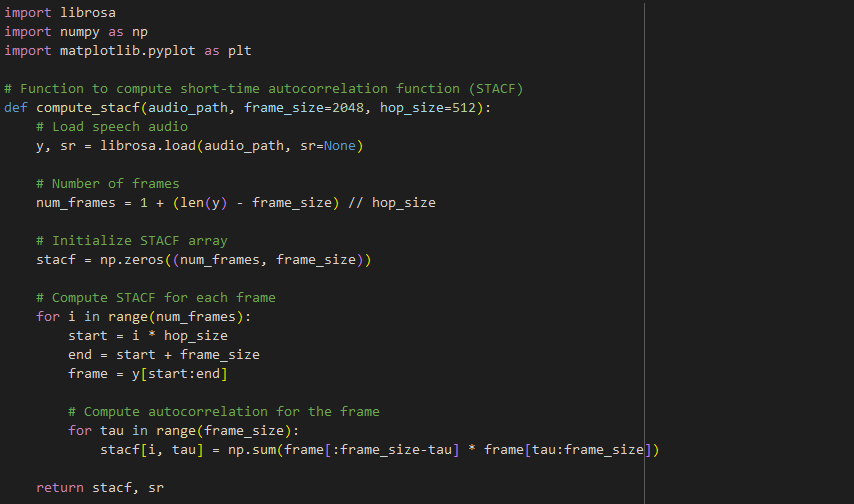 import librosa
import numpy as np
import matplotlib.pyplot as plt

# Function to compute short-time autocorrelation function (STACF)
def compute_stacf(audio_path, frame_size=2048, hop_size=512):
    # Load speech audio
    y, sr = librosa.load(audio_path, sr=None)

    # Number of frames
    num_frames = 1 + (len(y) - frame_size) // hop_size

    # Initialize STACF array
    stacf = np.zeros((num_frames, frame_size))

    # Compute STACF for each frame
    for i in range(num_frames):
        start = i * hop_size
        end = start + frame_size
        frame = y[start:end]

        # Compute autocorrelation for the frame
        for tau in range(frame_size):
            stacf[i, tau] = np.sum(frame[:frame_size-tau] * frame[tau:frame_size])

    return stacf, sr